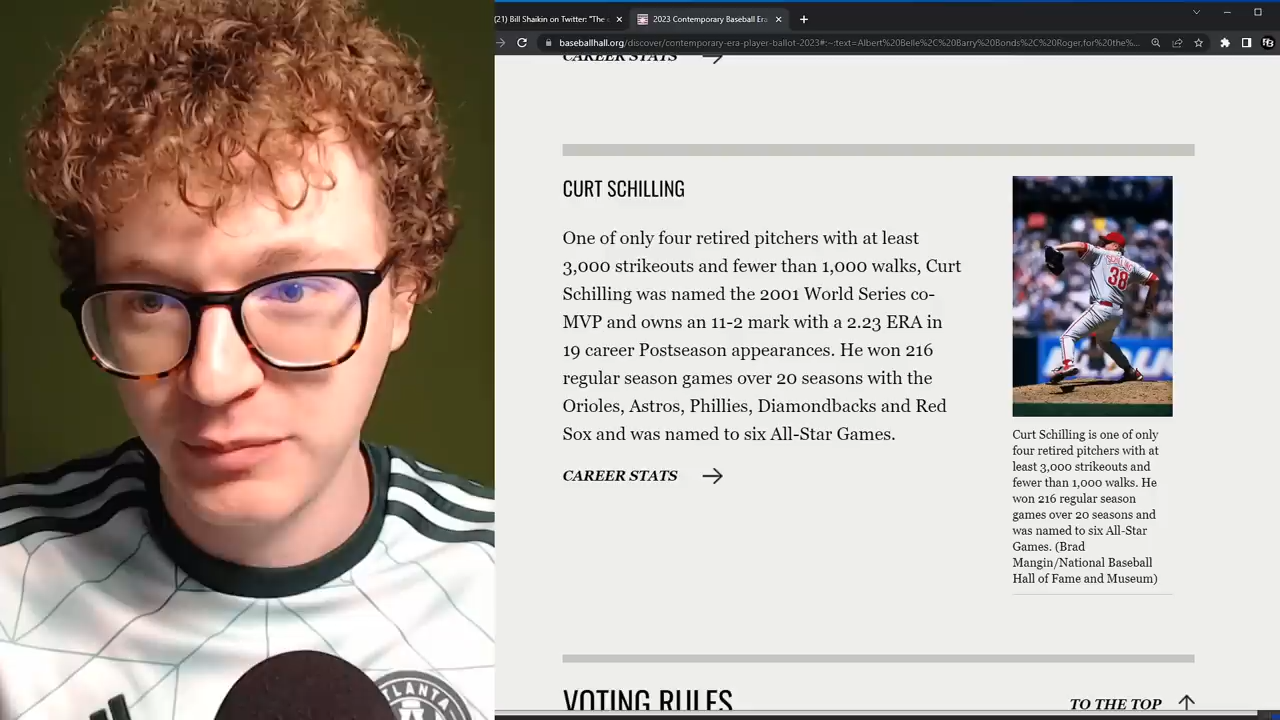 (21) Bill Shaikin on Twitter: "The
2023 Contemporary Baseball Era
baseballhall.org/discover/contemporary-era-player-ballot-2023#:~:text=Albert%20Belle%2C%20Barry%20Bonds%2C%20Roger,for%20the%...
CAREER STATS
CURT SCHILLING
One of only four retired pitchers with at least
3,000 strikeouts and fewer than 1,000 walks, Curt
Schilling was named the 2001 World Series co-
MVP and owns an 11-2 mark with a 2.23 ERA in
19 career Postseason appearances. He won 216
regular season games over 20 seasons with the
Orioles, Astros, Phillies, Diamondbacks and Red
Sox and was named to six All-Star Games.
CAREER STATS
SCHILLING
38
Curt Schilling is one of only
four retired pitchers with at
least 3,000 strikeouts and
fewer than 1,000 walks. He
won 216 regular season
games over 20 seasons and
was named to six All-Star
Games. (Brad
Mangin/National Baseball
Hall of Fame and Museum)
VOTING RULES
TO THE TOP
ATLANTA